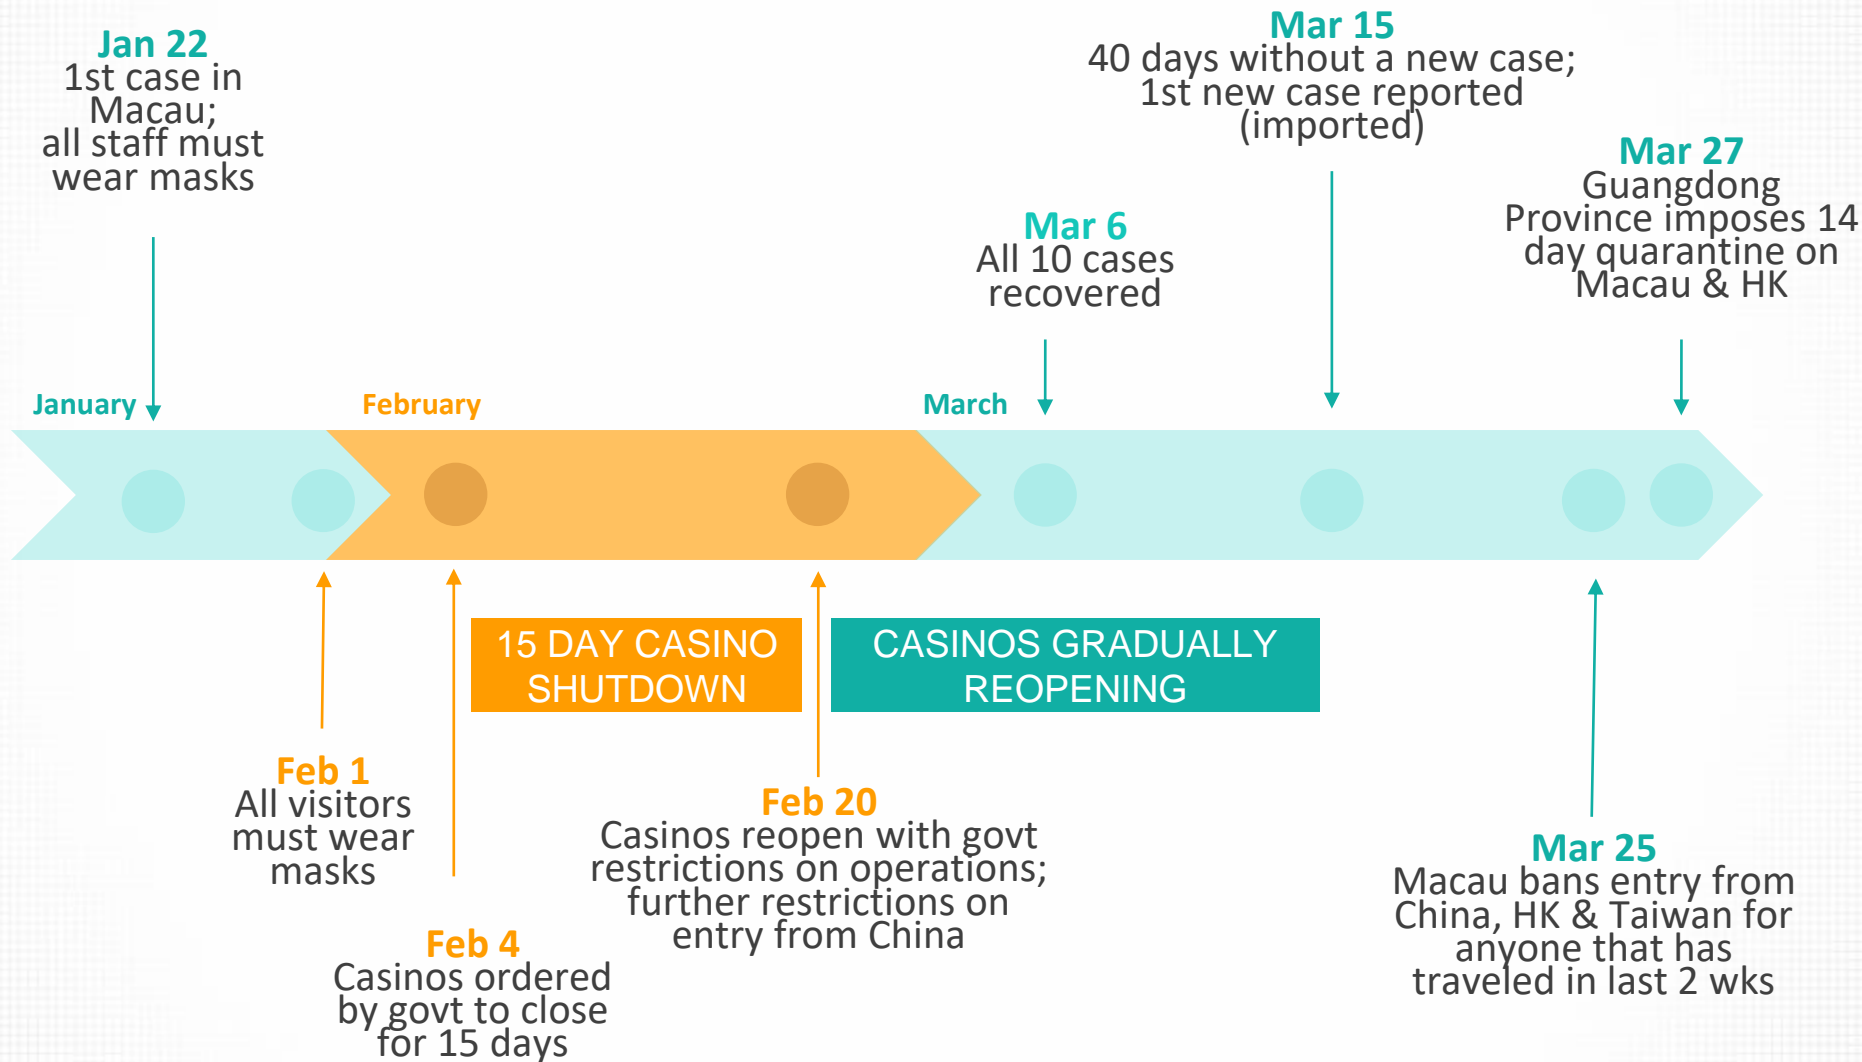 Jan 22
1st case in
Macau;
all staff must
wear masks
Mar 15
40 days without a new case;
1st new case reported
(imported)
Mar 6
All 10 cases
recovered
Mar 27
Guangdong
Province imposes 14
day quarantine on
Macau & HK
January
February
March
15 DAY CASINO
SHUTDOWN
CASINOS GRADUALLY
REOPENING
Feb 1
All visitors
must wear
masks
Feb 4
Casinos ordered
by govt to close
for 15 days
Feb 20
Casinos reopen with govt
restrictions on operations;
further restrictions on
entry from China
Mar 25
Macau bans entry from
China, HK & Taiwan for
anyone that has
traveled in last 2 wks